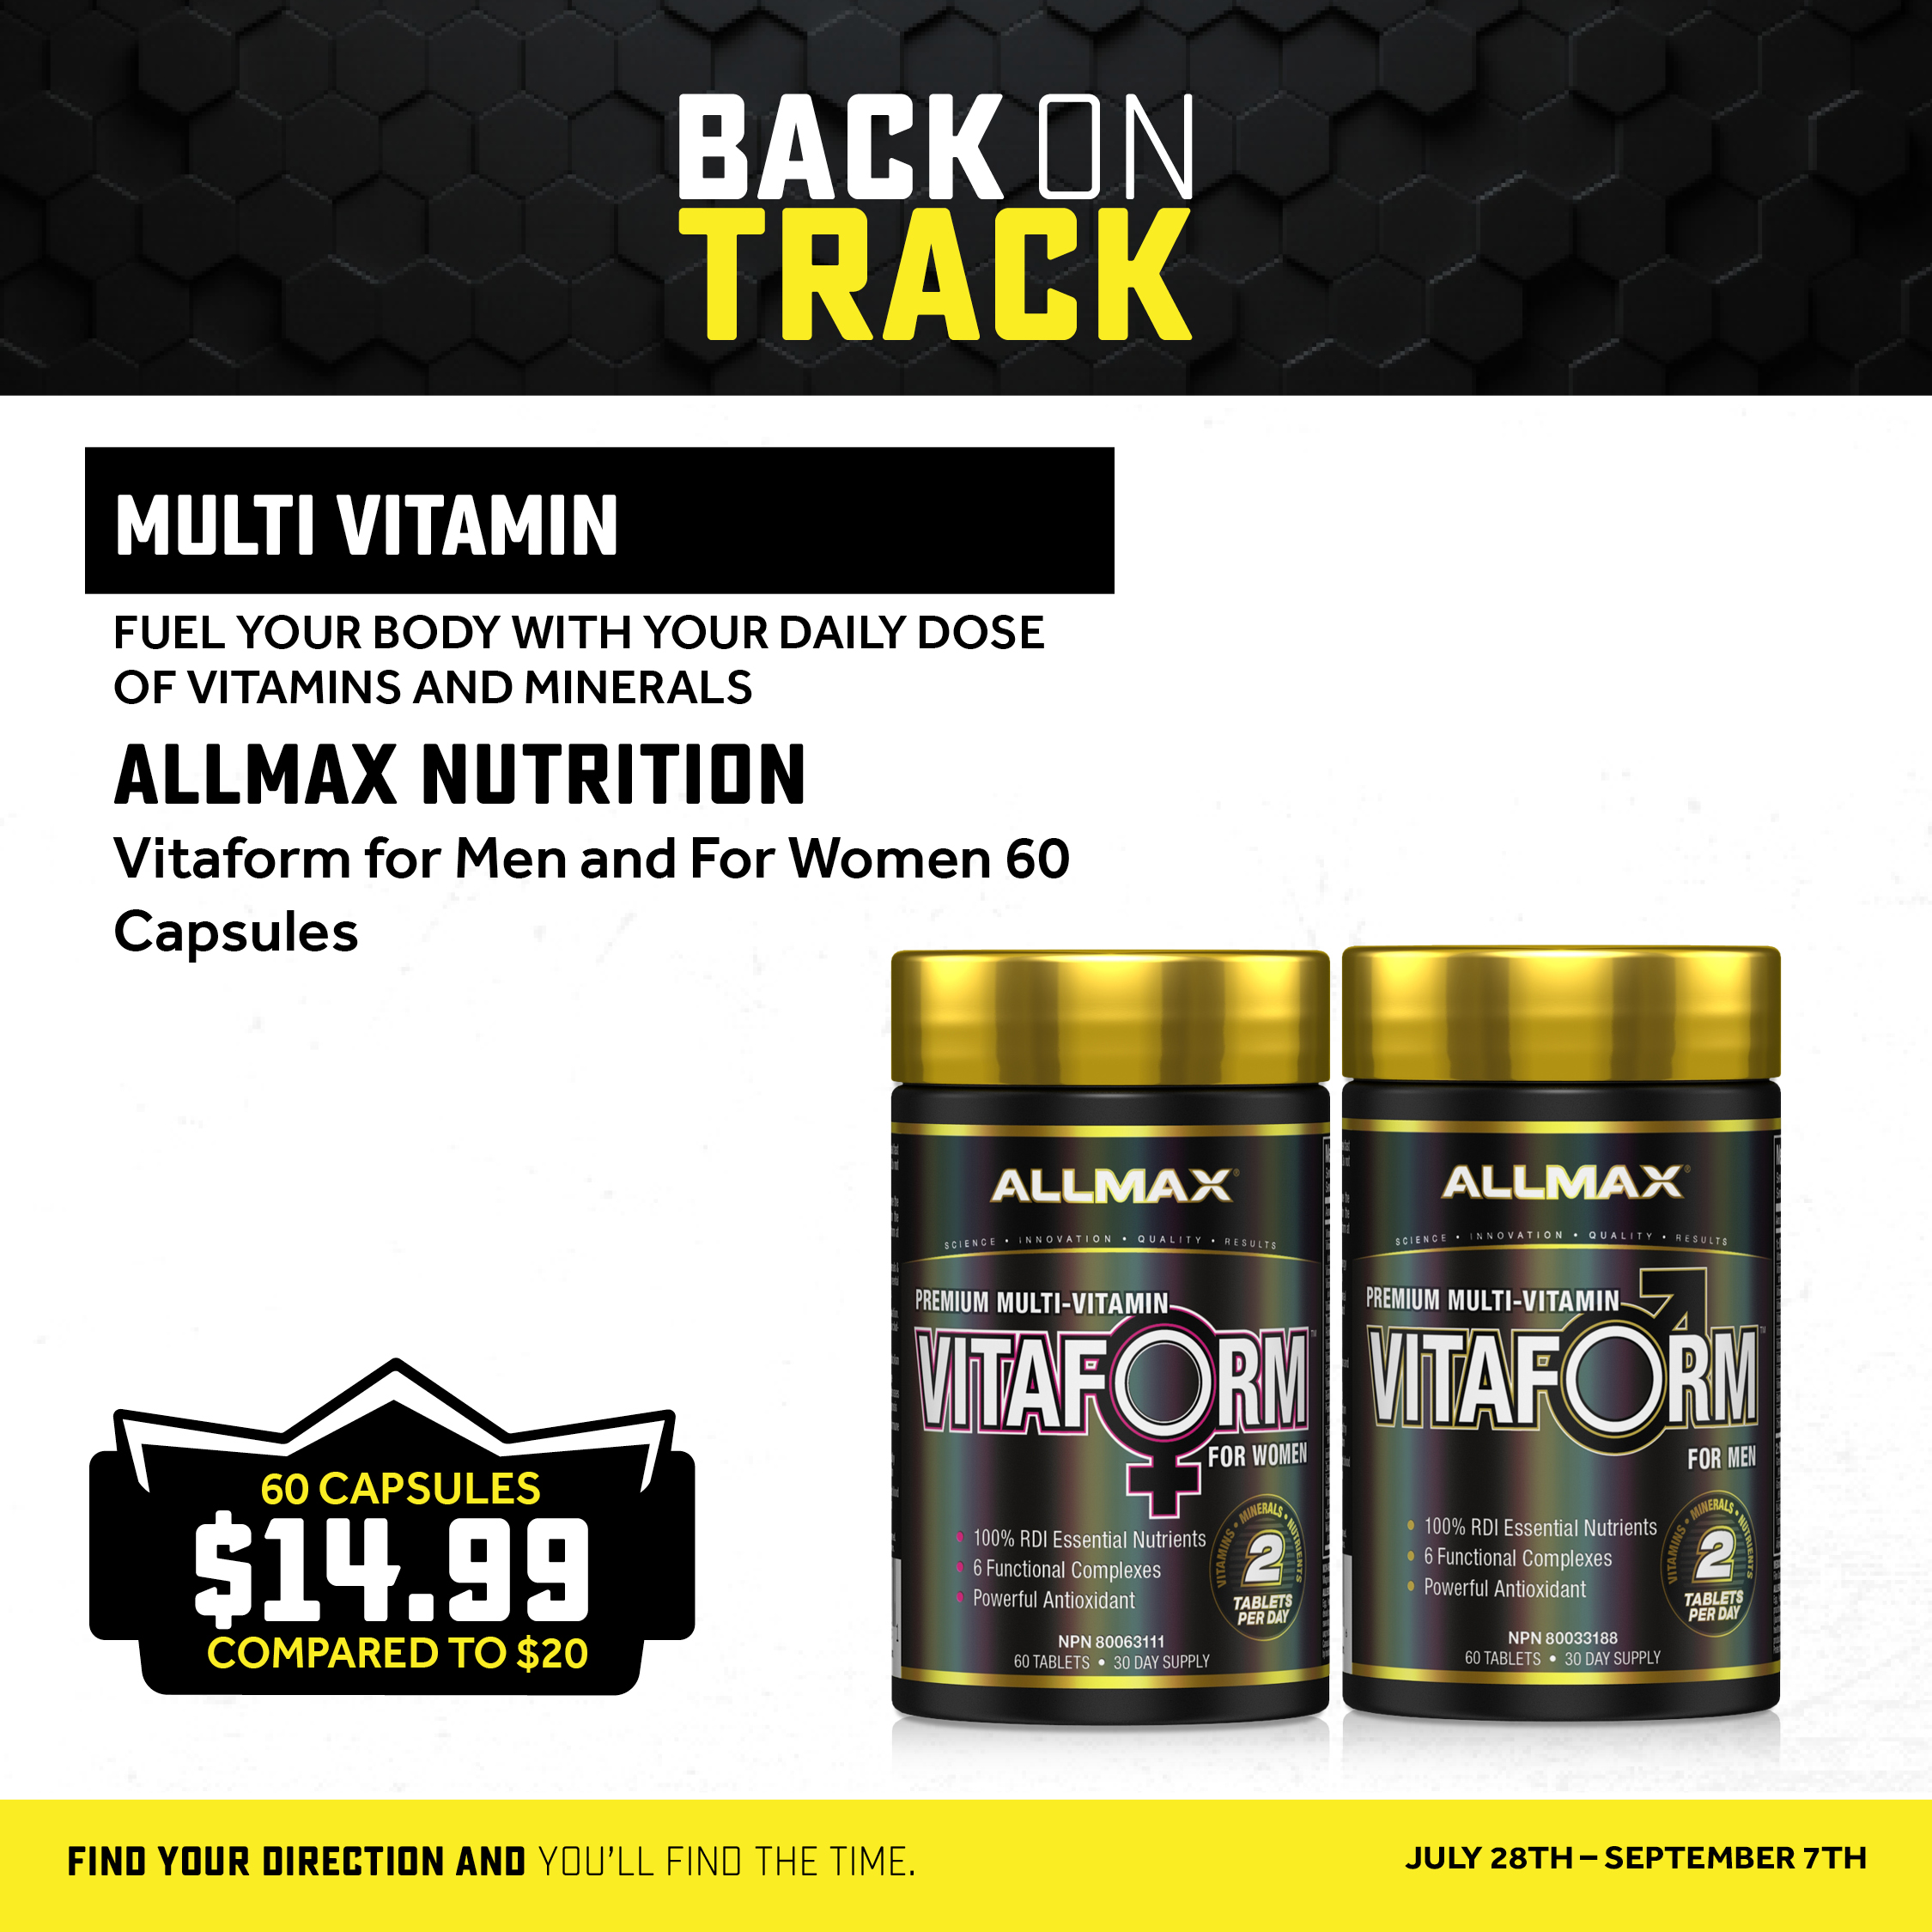 BACK ON
TRACK
MULTI VITAMIN
FUEL YOUR BODY WITH YOUR DAILY DOSE
OF VITAMINS AND MINERALS
ALLMAX NUTRITION
Vitaform for Men and For Women 60
Capsules
ALLMAX®
SCIENCE • INNOVATION • QUALITY • RESULTS
PREMIUM MULTI-VITAMIN
VITAFORM™
FOR WOMEN
• 100% RDI Essential Nutrients
• 6 Functional Complexes
• Powerful Antioxidant
VITAMINS • MINERALS • NUTRIENTS
2
TABLETS
PER DAY
NPN 80063111
60 TABLETS • 30 DAY SUPPLY
ALLMAX®
SCIENCE • INNOVATION • QUALITY • RESULTS
PREMIUM MULTI-VITAMIN
VITAFORM™
FOR MEN
• 100% RDI Essential Nutrients
• 6 Functional Complexes
• Powerful Antioxidant
VITAMINS • MINERALS • NUTRIENTS
2
TABLETS
PER DAY
NPN 80033188
60 TABLETS • 30 DAY SUPPLY
60 CAPSULES
$14.99
COMPARED TO $20
FIND YOUR DIRECTION AND YOU'LL FIND THE TIME.
JULY 28TH – SEPTEMBER 7TH